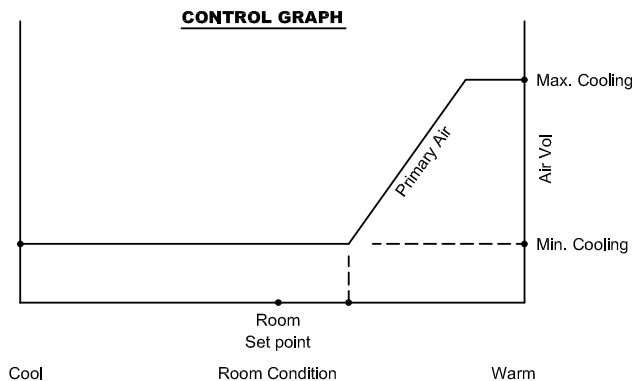 CONTROL GRAPH
Max. Cooling
Primary Air
Air Vol
Min. Cooling
Room
Set point
Cool
Room Condition
Warm